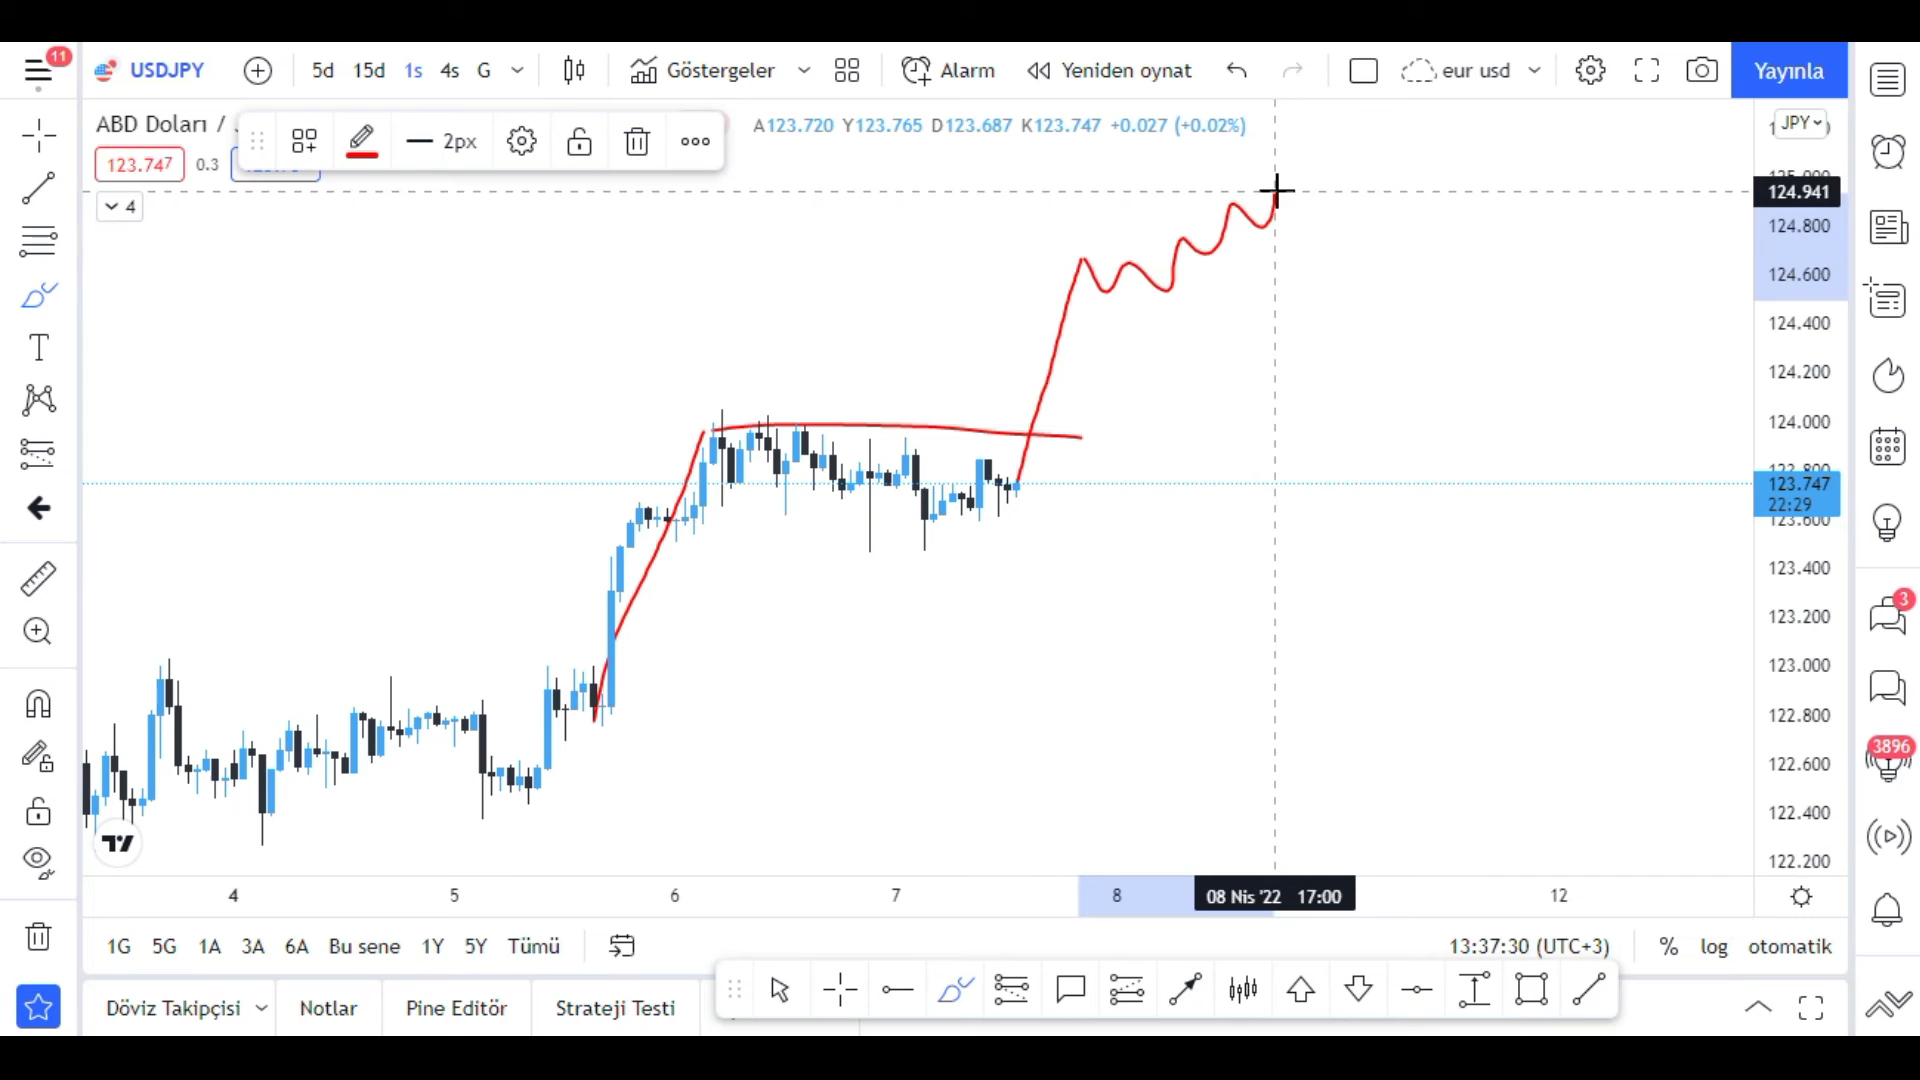 11
USDJPY
5d 15d 1s 4s G
Göstergeler
Alarm
Yeniden oynat
eur usd
Yayınla
ABD Doları /
2px
A123.720 Y123.765 D123.687 K123.747 +0.027 (+0.02%)
JPY
123.747
0.3
4
124.941
124.800
124.600
124.400
124.200
124.000
123.747
22:29
123.600
123.400
123.200
123.000
122.800
122.600
122.400
122.200
3
3896
T
4 5 6 7 8 08 Nis '22 17:00 12
1G 5G 1A 3A 6A Bu sene 1Y 5Y Tümü
13:37:30 (UTC+3) % log otomatik
Döviz Takipçisi Notlar Pine Editör Strateji Testi